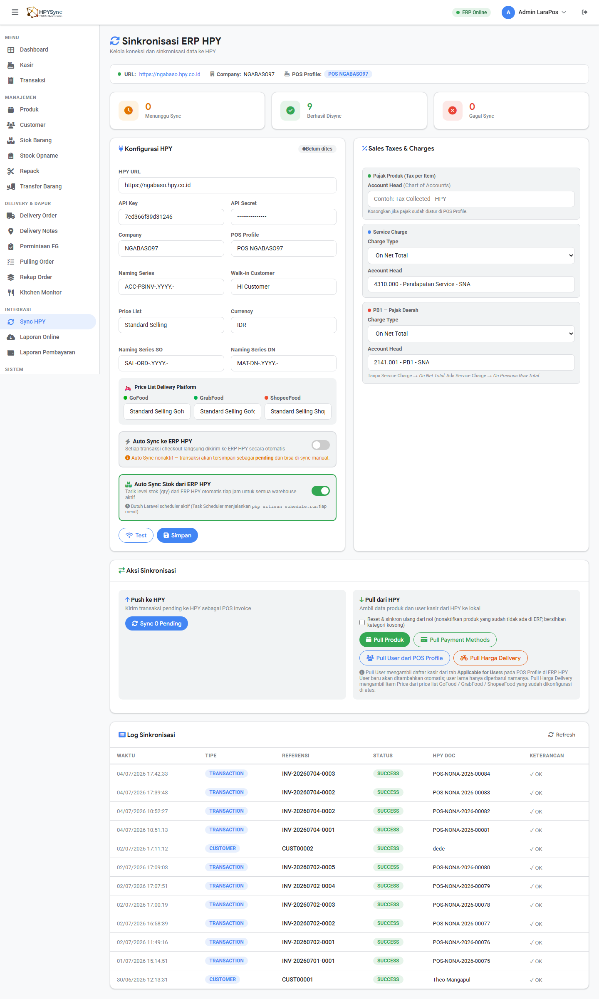 HPYSync
ERP Online
A
Admin LaraPos
MENU
Dashboard
Kasir
Transaksi
MANAJEMEN
Produk
Customer
Stok Barang
Stock Opname
Repack
Transfer Barang
DELIVERY & DAPUR
Delivery Order
Delivery Notes
Permintaan FG
Pulling Order
Rekap Order
Kitchen Monitor
INTEGRASI
Sync HPY
Laporan Online
Laporan Pembayaran
SISTEM
Sinkronisasi ERP HPY
Kelola koneksi dan sinkronisasi data ke HPY
URL: https://ngabaso.hpy.co.id Company: NGABASO97 POS Profile: POS NGABASO97
0
Menunggu Sync
9
Berhasil Disync
0
Gagal Sync
Konfigurasi HPY
Belum dites
HPY URL
https://ngabaso.hpy.co.id
API Key API Secret
7cd366f39d31246 •••••••••••••••
Company POS Profile
NGABASO97 POS NGABASO97
Naming Series Walk-in Customer
ACC-PSINV-.YYYY.- Hi Customer
Price List Currency
Standard Selling IDR
Naming Series SO Naming Series DN
SAL-ORD-.YYYY.- MAT-DN-.YYYY.-
Price List Delivery Platform
GoFood GrabFood ShopeeFood
Standard Selling Gofc Standard Selling Gofc Standard Selling Shop
Auto Sync ke ERP HPY
Setiap transaksi checkout langsung dikirim ke ERP HPY secara otomatis
Auto Sync nonaktif — transaksi akan tersimpan sebagai pending dan bisa di-sync manual.
Auto Sync Stok dari ERP HPY
Tarik level stok (qty) dari ERP HPY otomatis tiap jam untuk semua warehouse
aktif
Butuh Laravel scheduler aktif (Task Scheduler menjalankan php artisan schedule:run tiap
menit).
Test
Simpan
Sales Taxes & Charges
Pajak Produk (Tax per Item)
Account Head (Chart of Accounts)
Contoh: Tax Collected - HPY
Kosongkan jika pajak sudah diatur di POS Profile.
Service Charge
Charge Type
On Net Total
Account Head
4310.000 - Pendapatan Service - SNA
PB1 — Pajak Daerah
Charge Type
On Net Total
Account Head
2141.001 - PB1 - SNA
Tanpa Service Charge → On Net Total. Ada Service Charge → On Previous Row Total.
Aksi Sinkronisasi
Push ke HPY
Kirim transaksi pending ke HPY sebagai POS Invoice
Sync 0 Pending
Pull dari HPY
Ambil data produk dan user kasir dari HPY ke lokal
Reset & sinkron ulang dari nol (nonaktifkan produk yang sudah tidak ada di ERP, bersihkan
kategori kosong)
Pull Produk
Pull Payment Methods
Pull User dari POS Profile
Pull Harga Delivery
Pull User mengambil daftar kasir dari tab Applicable for Users pada POS Profile di ERP HPY.
User baru akan ditambahkan otomatis; user lama hanya diperbarui namanya. Pull Harga Delivery
mengambil Item Price dari price list GoFood / GrabFood / ShopeeFood yang sudah dikonfigurasi
di atas.
Log Sinkronisasi
Refresh
WAKTU TIPE REFERENSI STATUS HPY DOC KETERANGAN
04/07/2026 17:42:33 TRANSACTION INV-20260704-0003 SUCCESS POS-NONA-2026-00084 ✓ OK
04/07/2026 17:39:43 TRANSACTION INV-20260704-0002 SUCCESS POS-NONA-2026-00083 ✓ OK
04/07/2026 10:52:27 TRANSACTION INV-20260704-0002 SUCCESS POS-NONA-2026-00082 ✓ OK
04/07/2026 10:51:13 TRANSACTION INV-20260704-0001 SUCCESS POS-NONA-2026-00081 ✓ OK
02/07/2026 17:11:12 CUSTOMER CUST00002 SUCCESS dede ✓ OK
02/07/2026 17:09:03 TRANSACTION INV-20260702-0005 SUCCESS POS-NONA-2026-00080 ✓ OK
02/07/2026 17:07:51 TRANSACTION INV-20260702-0004 SUCCESS POS-NONA-2026-00079 ✓ OK
02/07/2026 17:00:19 TRANSACTION INV-20260702-0003 SUCCESS POS-NONA-2026-00078 ✓ OK
02/07/2026 16:58:39 TRANSACTION INV-20260702-0002 SUCCESS POS-NONA-2026-00077 ✓ OK
02/07/2026 11:49:16 TRANSACTION INV-20260702-0001 SUCCESS POS-NONA-2026-00076 ✓ OK
01/07/2026 15:14:51 TRANSACTION INV-20260701-0001 SUCCESS POS-NONA-2026-00075 ✓ OK
30/06/2026 12:13:31 CUSTOMER CUST00001 SUCCESS Theo Mangapul ✓ OK